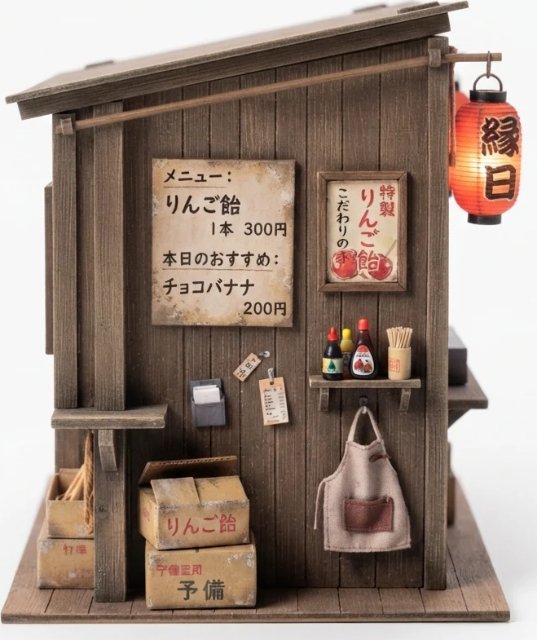 メニュー：
りんご飴
1本 300円
本日のおすすめ：
チョコバナナ
200円
特製
りんご飴
こだわりの
縁日
りんご飴
予備